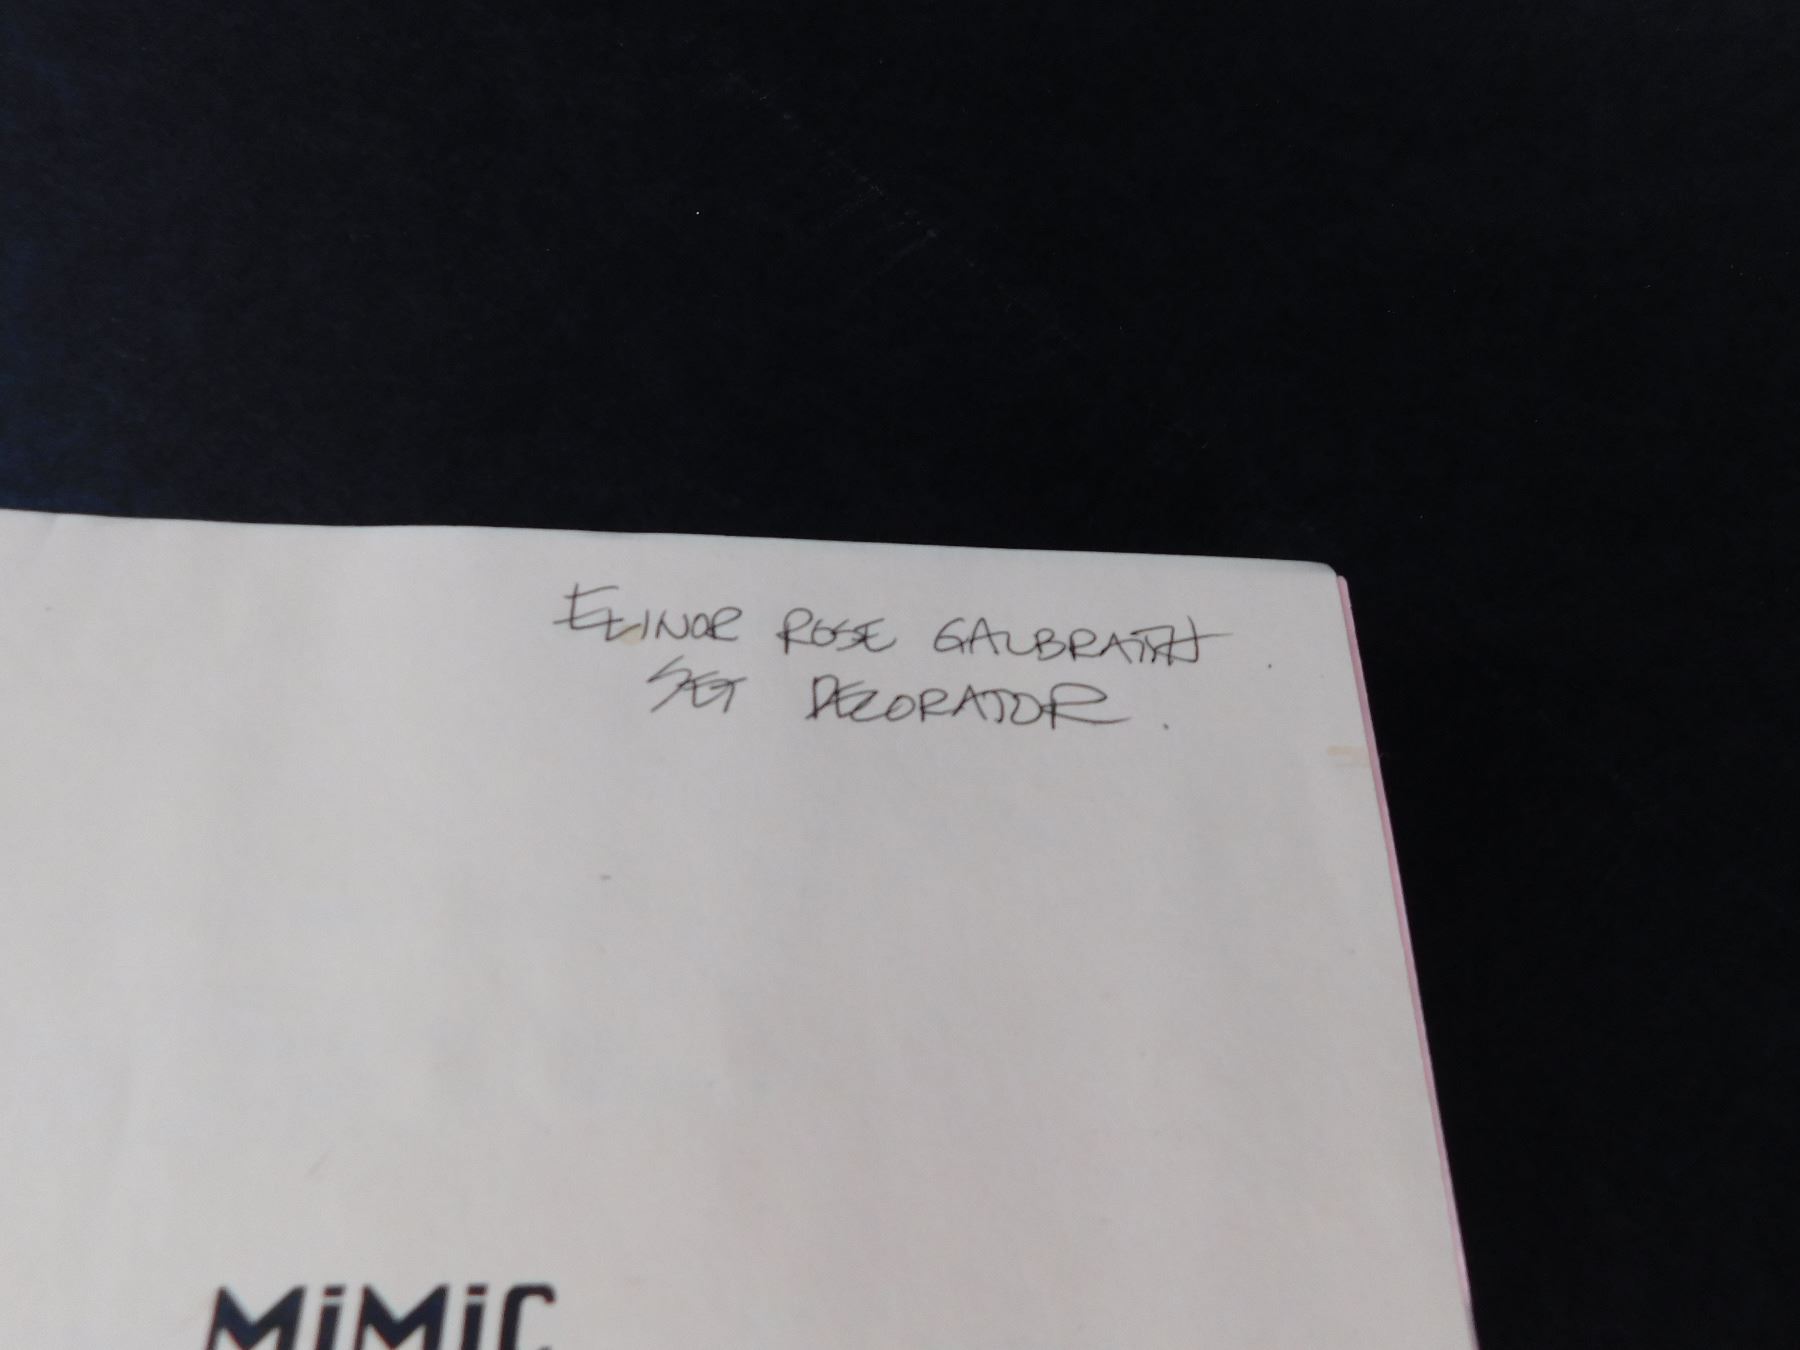 ELINOR ROSE GALBRAITH
SET DECORATOR
MiMiC